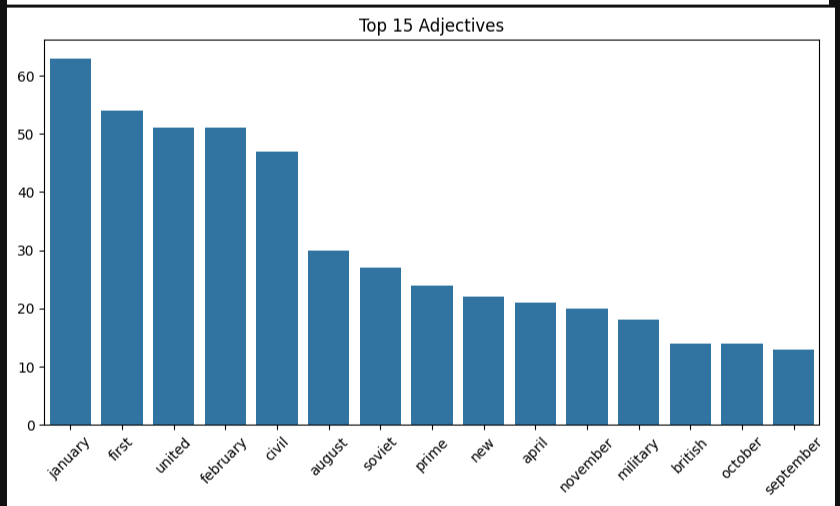 Top 15 Adjectives
60
50
40
30
20
10
0
january
first
united
february
civil
august
soviet
prime
new
april
november
military
british
october
september